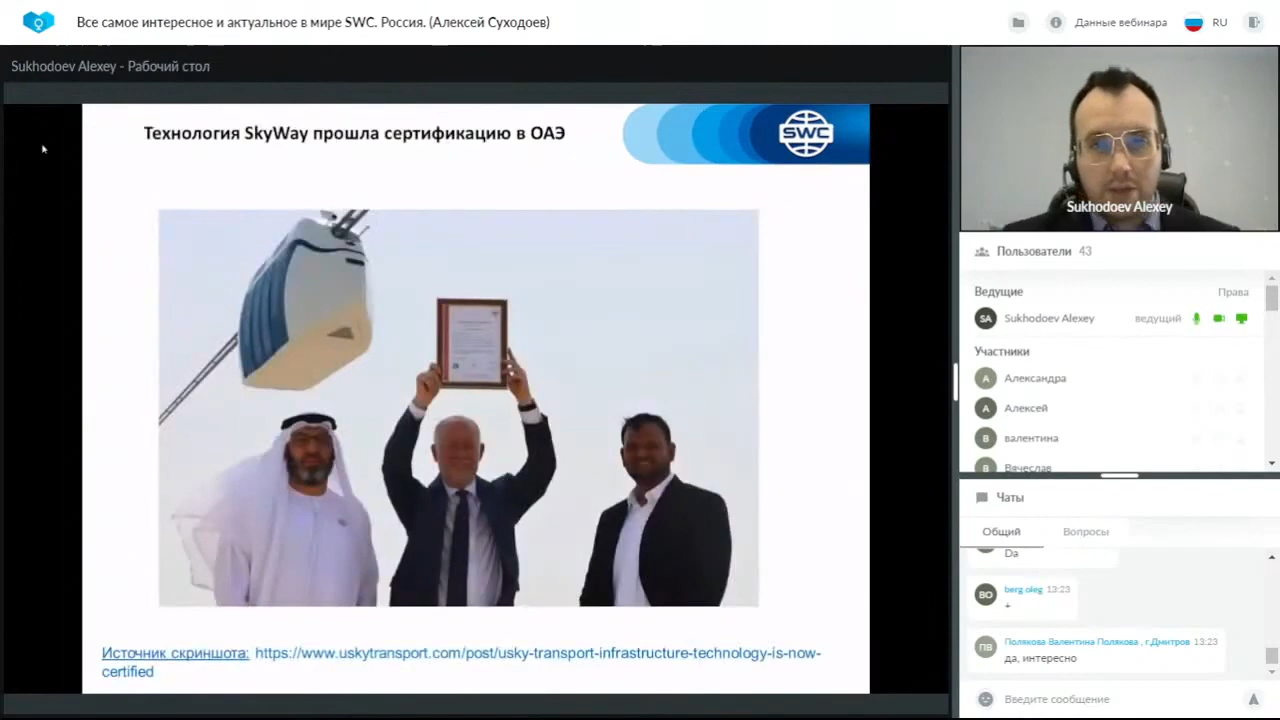 Все самое интересное и актуальное в мире SWC. Россия. (Алексей Суходоев)
Данные вебинара
RU
Sukhodoev Alexey - Рабочий стол
Технология SkyWay прошла сертификацию в ОАЭ
SWC
Источник скриншота: https://www.uskytransport.com/post/usky-transport-infrastructure-technology-is-now-
certified
Sukhodoev Alexey
Пользователи 43
Ведущие Права
SA Sukhodoev Alexey ведущий
Участники
А Александра
А Алексей
В валентина
В Вячеслав
Чаты
Общий Вопросы
Da
BO berg oleg 13:23
+
ПВ Полякова Валентина Полякова , г.Дмитров 13:23
да, интересно
Введите сообщение